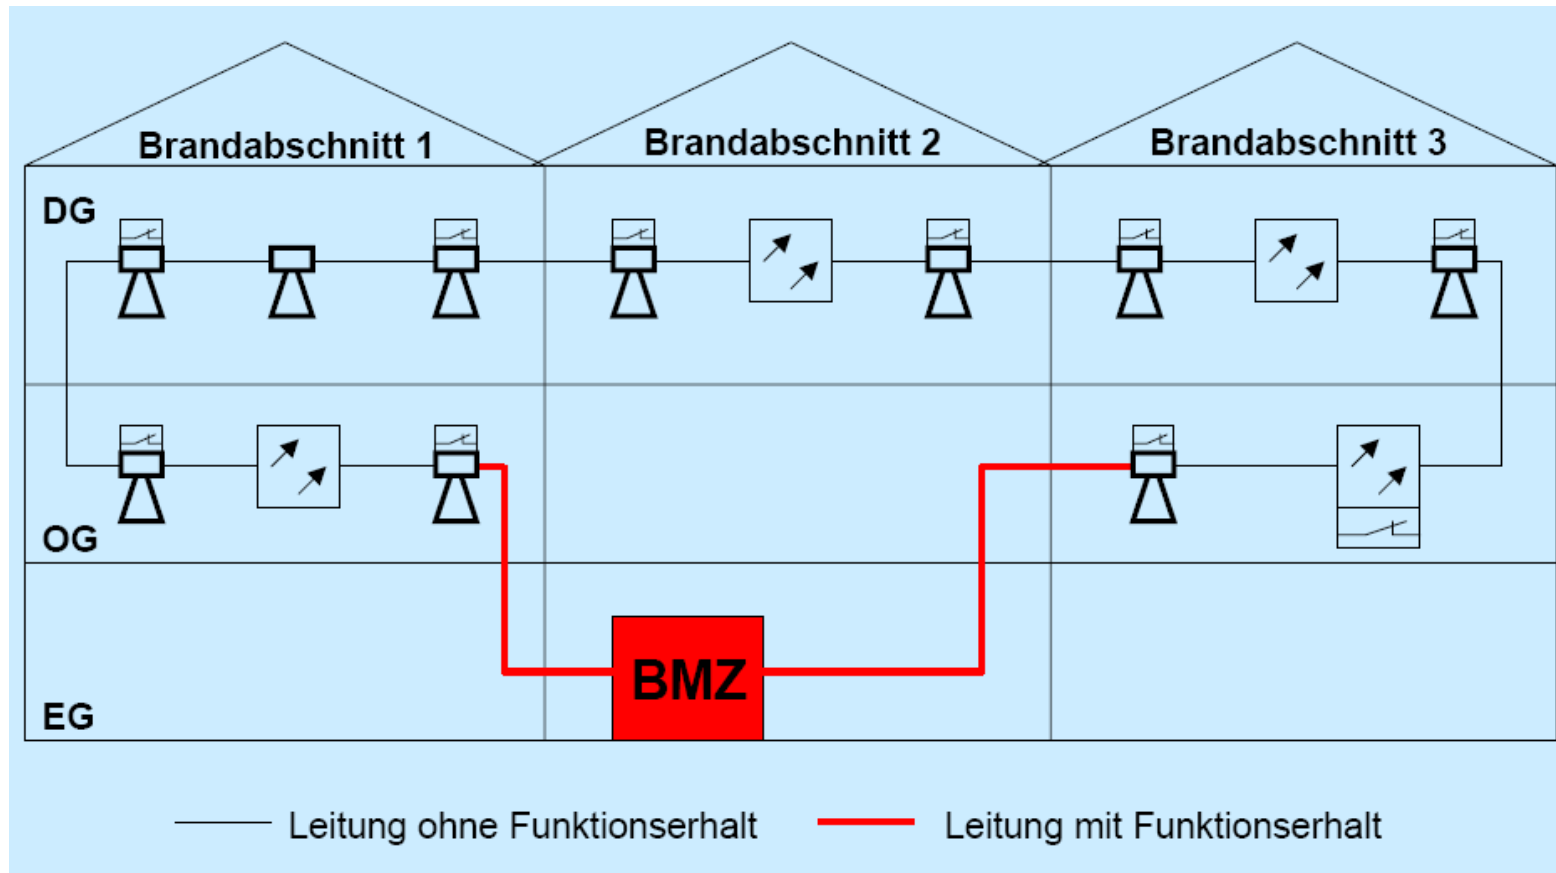 Brandabschnitt 1
Brandabschnitt 2
Brandabschnitt 3
DG
OG
BMZ
EG
Leitung ohne Funktionserhalt
Leitung mit Funktionserhalt